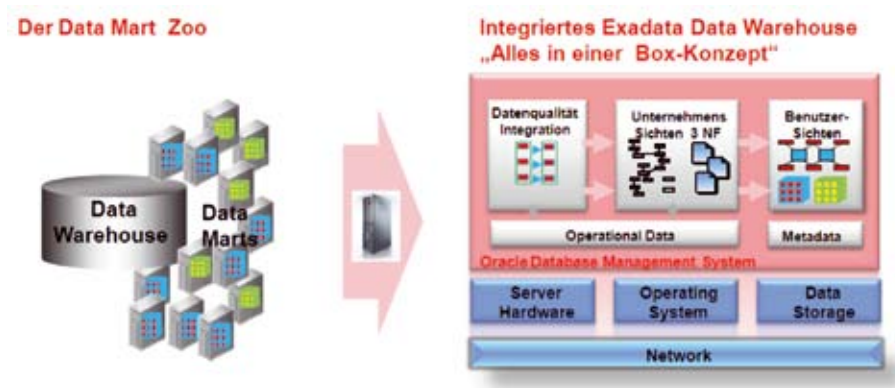 Der Data Mart Zoo
Integriertes Exadata Data Warehouse
„Alles in einer Box-Konzept“
Data
Warehouse
Data
Marts
Datenqualität
Integration
Unternehmens
Sichten 3 NF
Benutzer-
Sichten
Operational Data
Metadata
Oracle Database Management System
Server
Hardware
Operating
System
Data
Storage
Network